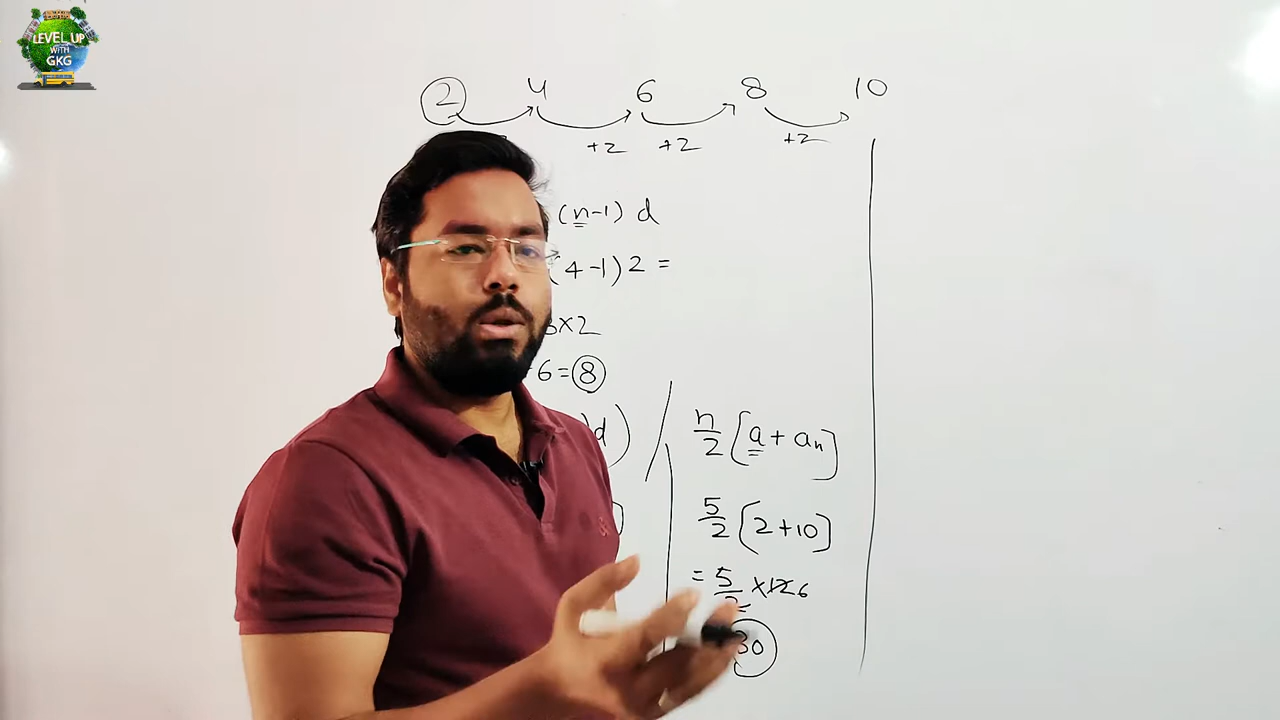 LEVEL UP
WITH
GKG
2 4 6 8 10
+2 +2 +2
(n-1) d
(4-1) 2 =
3×2
6 = 8
d)
n/2 [a + aₙ]
5/2 [2+10]
= 5/2 ×12 6
30